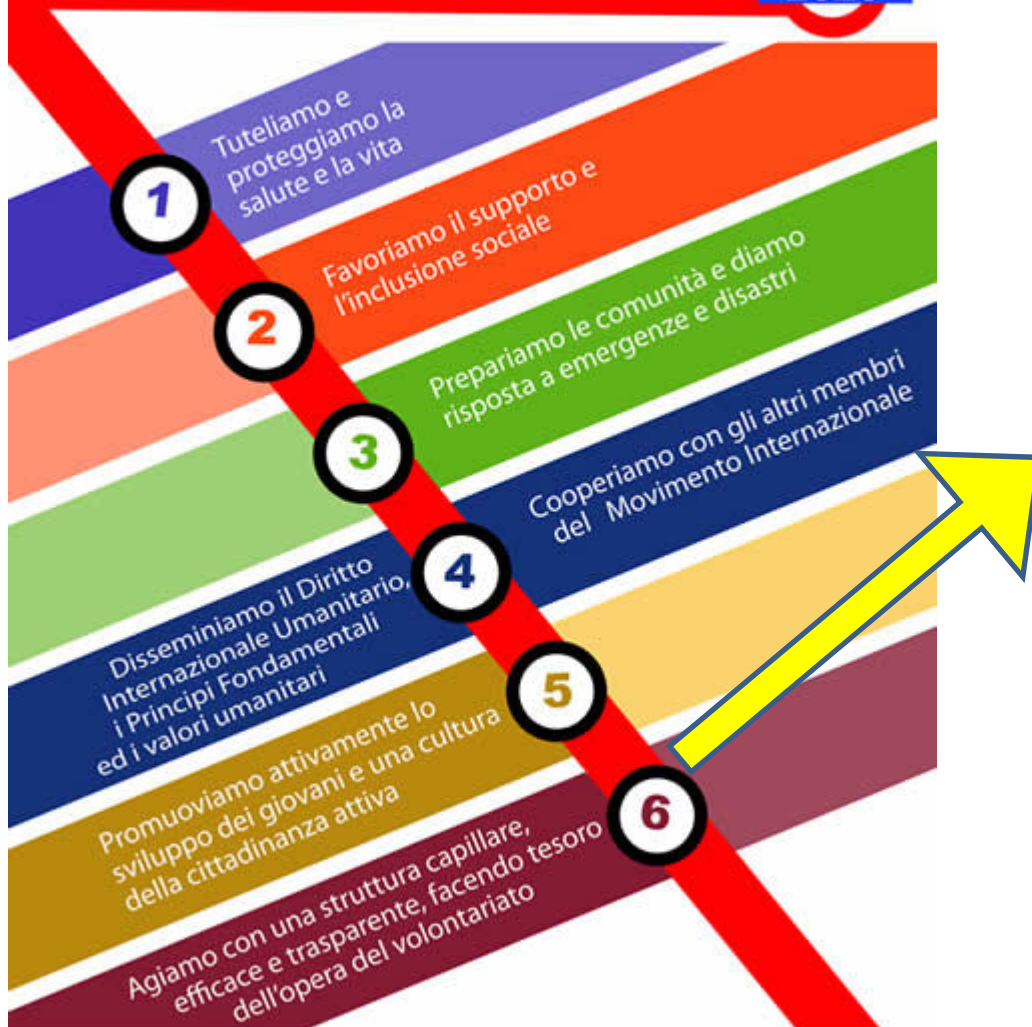 1
Tuteliamo e
proteggiamo la
salute e la vita
2
Favoriamo il supporto e
l'inclusione sociale
3
Prepariamo le comunità e diamo
risposta a emergenze e disastri
4
Disseminiamo il Diritto
Internazionale Umanitario,
i Principi Fondamentali
ed i valori umanitari
Cooperiamo con gli altri membri
del Movimento Internazionale
5
Promuoviamo attivamente lo
sviluppo dei giovani e una cultura
della cittadinanza attiva
6
Agiamo con una struttura capillare,
efficace e trasparente, facendo tesoro
dell'opera del volontariato